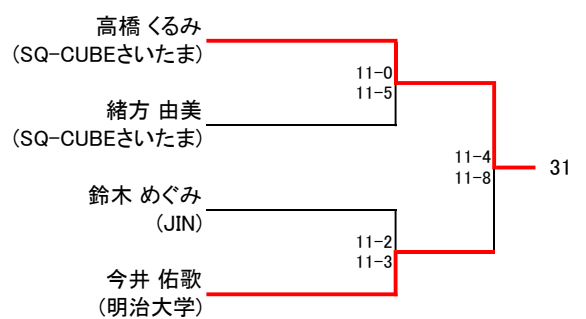 高橋 くるみ
(SQ-CUBEさいたま)
11-0
11-5
緒方 由美
(SQ-CUBEさいたま)
11-4
11-8
31
鈴木 めぐみ
(JIN)
11-2
11-3
今井 佑歌
(明治大学)